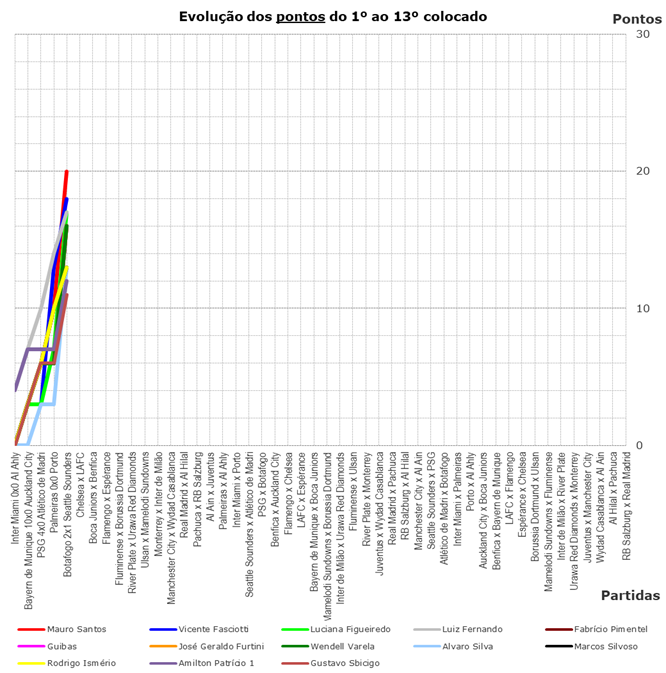 Evolução dos pontos do 1º ao 13º colocado
Pontos
30
20
10
0
Inter Miami 0x0 Al Ahly
Bayern de Munique 10x0 Auckland City
PSG 4x0 Atlético de Madri
Palmeiras 0x0 Porto
Botafogo 2x1 Seattle Sounders
Chelsea x LAFC
Boca Juniors x Benfica
Flamengo x Espérance
Fluminense x Borussia Dortmund
River Plate x Urawa Red Diamonds
Ulsan x Mamelodi Sundowns
Monterrey x Inter de Milão
Manchester City x Wydad Casablanca
Real Madrid x Al Hilal
Pachuca x RB Salzburg
Al Ain x Juventus
Palmeiras x Al Ahly
Inter Miami x Porto
Seattle Sounders x Atlético de Madri
PSG x Botafogo
Benfica x Auckland City
Flamengo x Chelsea
LAFC x Espérance
Bayern de Munique x Boca Juniors
Mamelodi Sundowns x Borussia Dortmund
Inter de Milão x Urawa Red Diamonds
Fluminense x Ulsan
River Plate x Monterrey
Juventus x Wydad Casablanca
Real Madrid x Pachuca
RB Salzburg x Al Hilal
Manchester City x Al Ain
Seattle Sounders x PSG
Atlético de Madri x Botafogo
Inter Miami x Palmeiras
Porto x Al Ahly
Auckland City x Boca Juniors
Benfica x Bayern de Munique
LAFC x Flamengo
Espérance x Chelsea
Borussia Dortmund x Ulsan
Mamelodi Sundowns x Fluminense
Inter de Milão x River Plate
Urawa Red Diamonds x Monterrey
Juventus x Manchester City
Wydad Casablanca x Al Ain
Al Hilal x Pachuca
RB Salzburg x Real Madrid
Partidas
Mauro Santos
Vicente Fasciotti
Luciana Figueiredo
Luiz Fernando
Fabrício Pimentel
Guibas
José Geraldo Furtini
Wendell Varela
Alvaro Silva
Marcos Silvoso
Rodrigo Ismério
Amilton Patrício 1
Gustavo Sbicigo